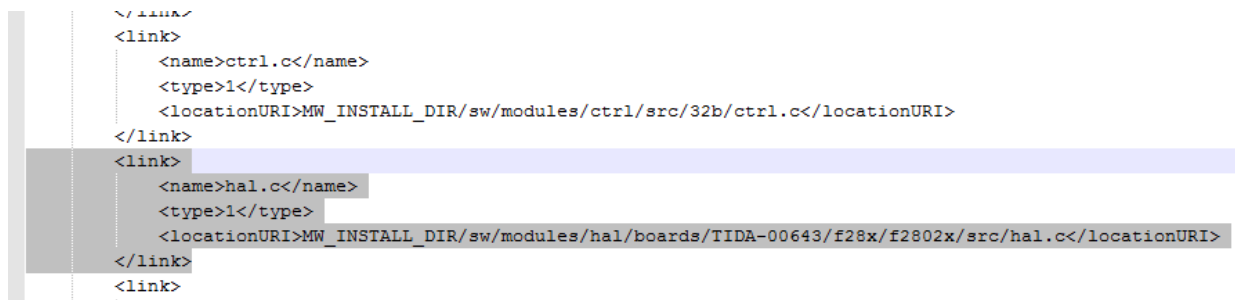 </link>
<link>
<name>ctrl.c</name>
<type>1</type>
<locationURI>MW_INSTALL_DIR/sw/modules/ctrl/src/32b/ctrl.c</locationURI>
</link>
<link>
<name>hal.c</name>
<type>1</type>
<locationURI>MW_INSTALL_DIR/sw/modules/hal/boards/TIDA-00643/f28x/f2802x/src/hal.c</locationURI>
</link>
<link>